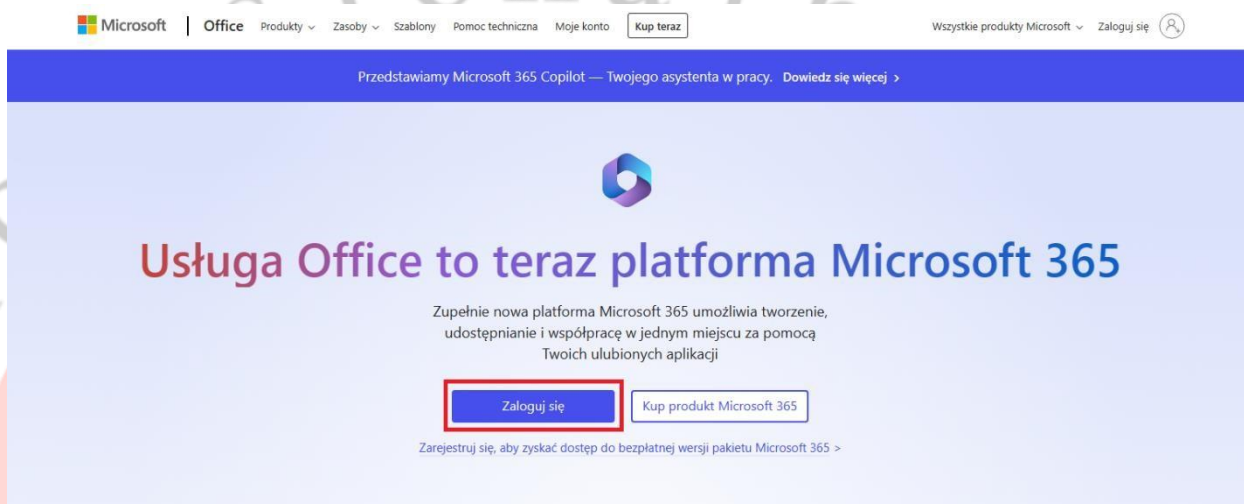 Microsoft | Office Produkty Zasoby Szablony Pomoc techniczna Moje konto Kup teraz Wszystkie produkty Microsoft Zaloguj się
Przedstawiamy Microsoft 365 Copilot — Twojego asystenta w pracy. Dowiedz się więcej >
Usługa Office to teraz platforma Microsoft 365
Zupełnie nowa platforma Microsoft 365 umożliwia tworzenie,
udostępnianie i współpracę w jednym miejscu za pomocą
Twoich ulubionych aplikacji
Zaloguj się Kup produkt Microsoft 365
Zarejestruj się, aby zyskać dostęp do bezpłatnej wersji pakietu Microsoft 365 >